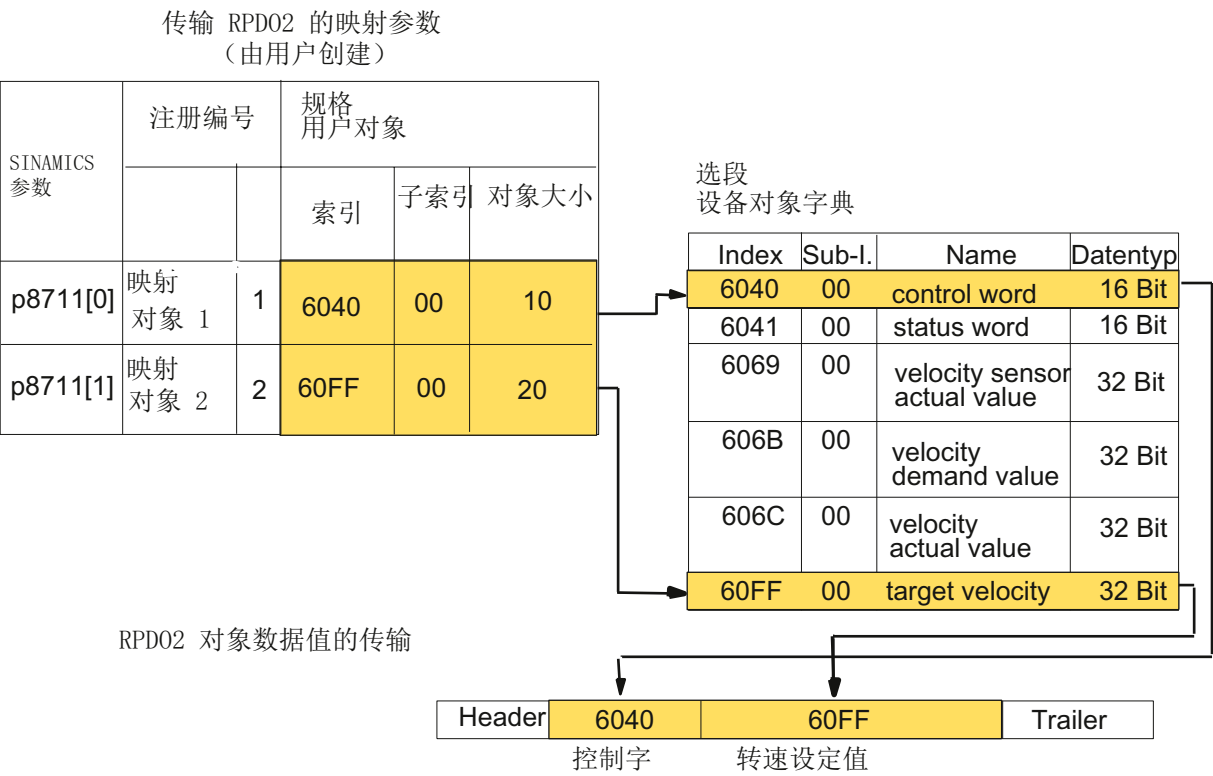 传输 RPDO2 的映射参数
（由用户创建）
SINAMICS
参数
注册编号
规格
用户对象
索引
子索引
对象大小
p8711[0]
映射
对象 1
1
6040
00
10
p8711[1]
映射
对象 2
2
60FF
00
20
选段
设备对象字典
Index Sub-I. Name Datentyp
6040 00 control word 16 Bit
6041 00 status word 16 Bit
6069 00 velocity sensor
actual value
32 Bit
606B 00 velocity
demand value
32 Bit
606C 00 velocity
actual value
32 Bit
60FF 00 target velocity 32 Bit
RPDO2 对象数据值的传输
Header 6040 60FF Trailer
控制字 转速设定值